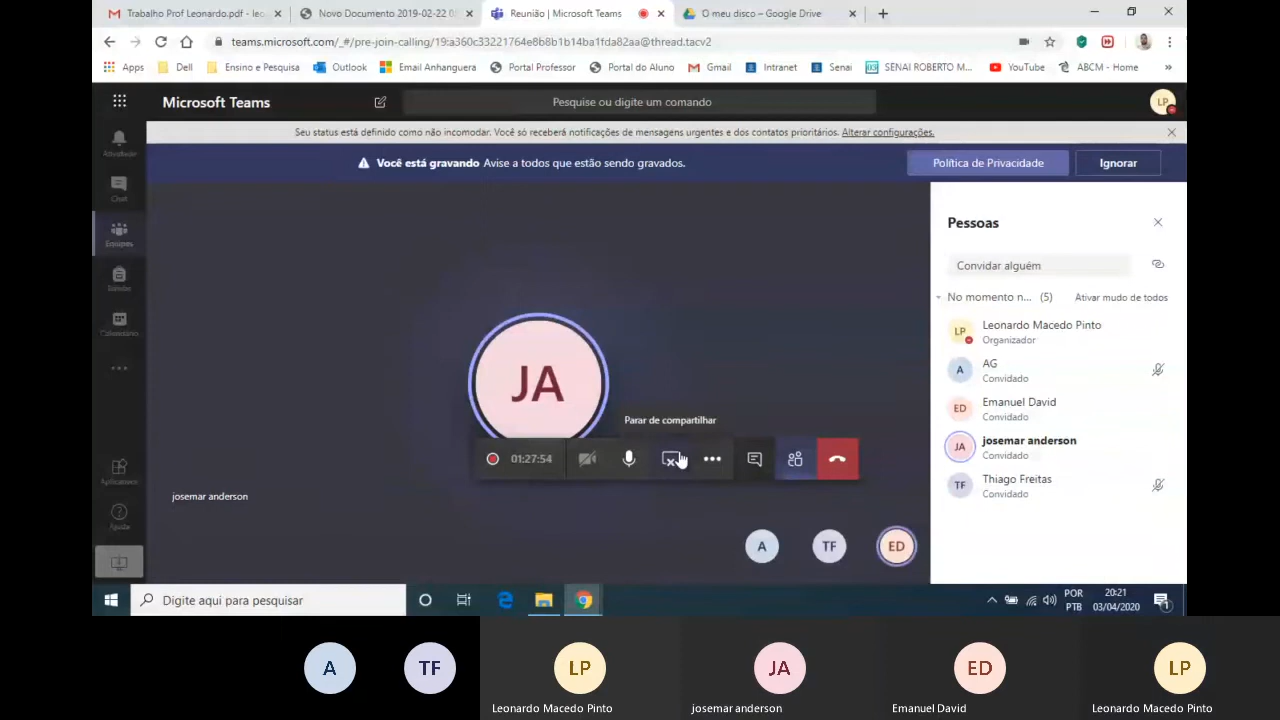 Trabalho Prof Leonardo.pdf - leo
Novo Documento 2019-02-22 0
Reunião | Microsoft Teams
O meu disco – Google Drive
teams.microsoft.com/_#/pre-join-calling/19:a360c33221764e8b8b1b14ba1fda82aa@thread.tacv2
Apps
Dell
Ensino e Pesquisa
Outlook
Email Anhanguera
Portal Professor
Portal do Aluno
Gmail
Intranet
Senai
SENAI ROBERTO M...
YouTube
ABCM - Home
»
Microsoft Teams
Pesquise ou digite um comando
LP
Seu status está definido como não incomodar. Você só receberá notificações de mensagens urgentes e dos contatos prioritários. Alterar configurações.
Você está gravando Avise a todos que estão sendo gravados.
Política de Privacidade
Ignorar
Chat
Equipes
Ajuda
JA
Parar de compartilhar
01:27:54
josemar anderson
A
TF
ED
Pessoas
Convidar alguém
No momento n... (5)
Ativar mudo de todos
LP
Leonardo Macedo Pinto
Organizador
A
AG
Convidado
ED
Emanuel David
Convidado
JA
josemar anderson
Convidado
TF
Thiago Freitas
Convidado
Digite aqui para pesquisar
POR
PTB
20:21
03/04/2020
1
A
TF
LP
JA
ED
LP
Leonardo Macedo Pinto
josemar anderson
Emanuel David
Leonardo Macedo Pinto